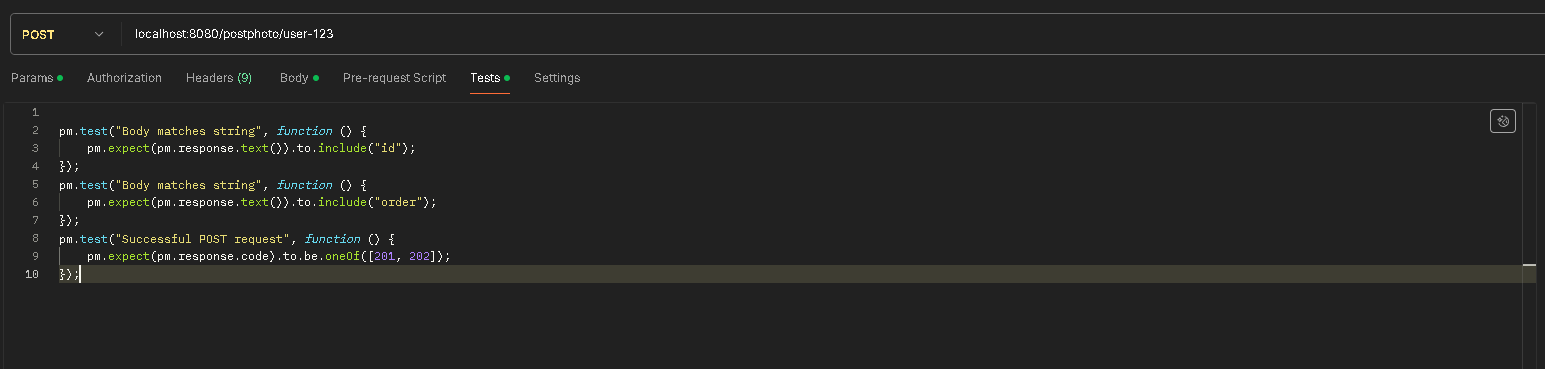 POST localhost:8080/postphoto/user-123
Params Authorization Headers (9) Body Pre-request Script Tests Settings
1
2 pm.test("Body matches string", function () {
3 pm.expect(pm.response.text()).to.include("id");
4 });
5 pm.test("Body matches string", function () {
6 pm.expect(pm.response.text()).to.include("order");
7 });
8 pm.test("Successful POST request", function () {
9 pm.expect(pm.response.code).to.be.oneOf([201, 202]);
10 });